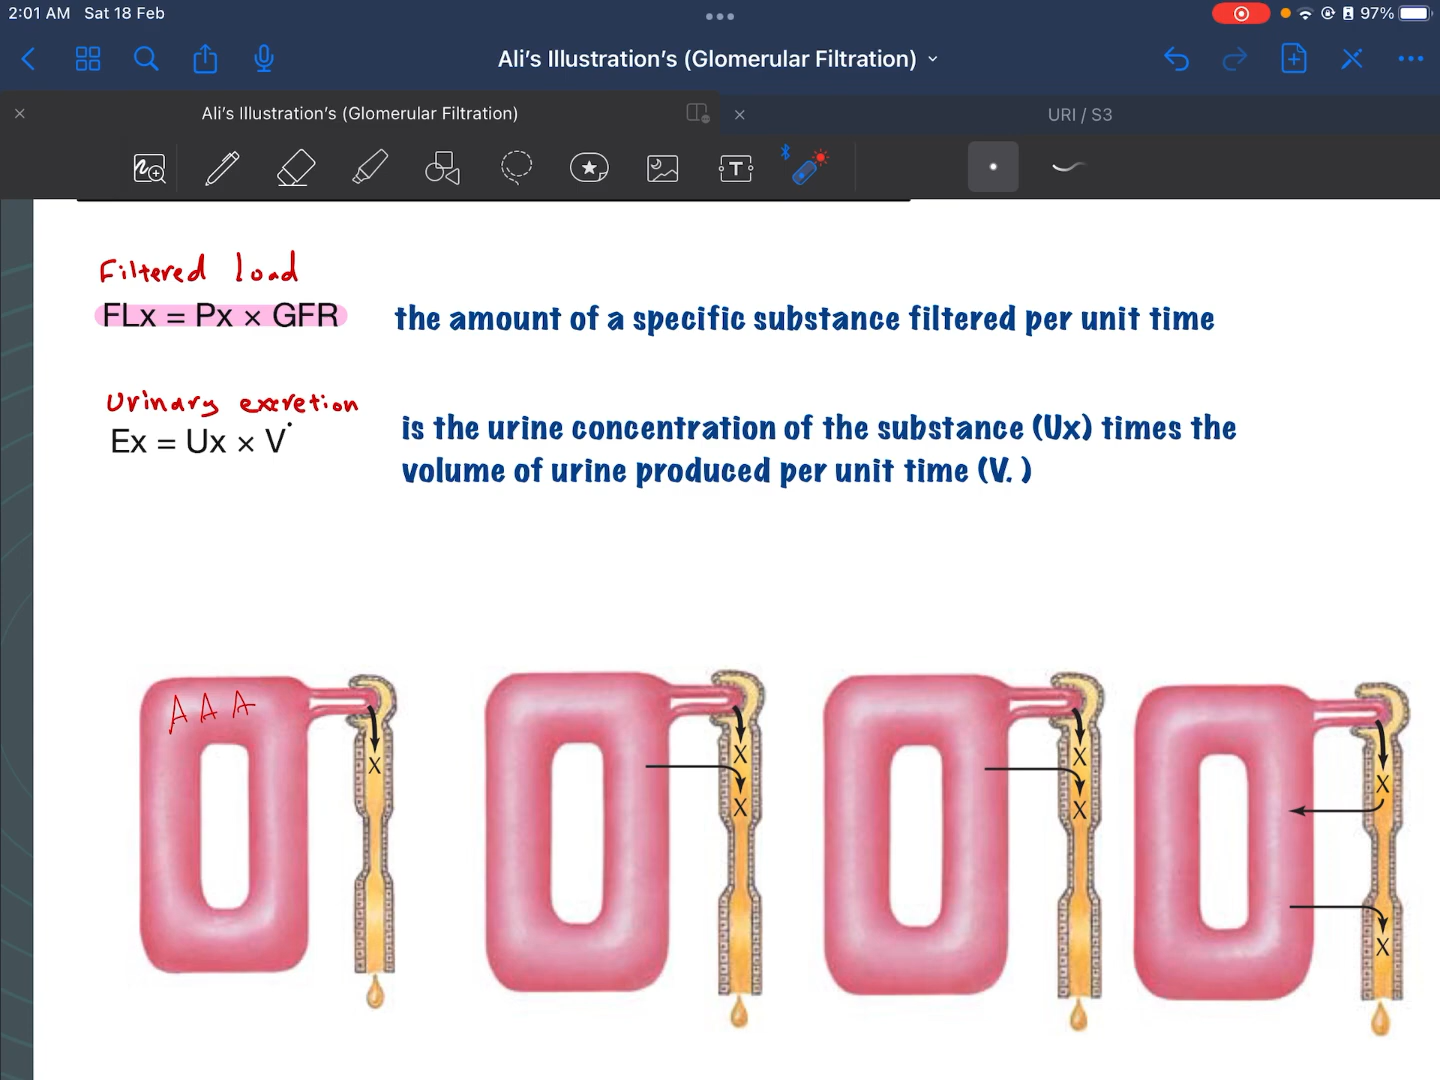 2:01 AM Sat 18 Feb
97%
Ali's Illustration's (Glomerular Filtration)
Ali's Illustration's (Glomerular Filtration)
URI / S3
T
Filtered load
FLx = Px × GFR
the amount of a specific substance filtered per unit time
Urinary excretion
Ex = Ux × V˙
is the urine concentration of the substance (Ux) times the
volume of urine produced per unit time (V. )
A A A
X
X
X
X
X
X
X